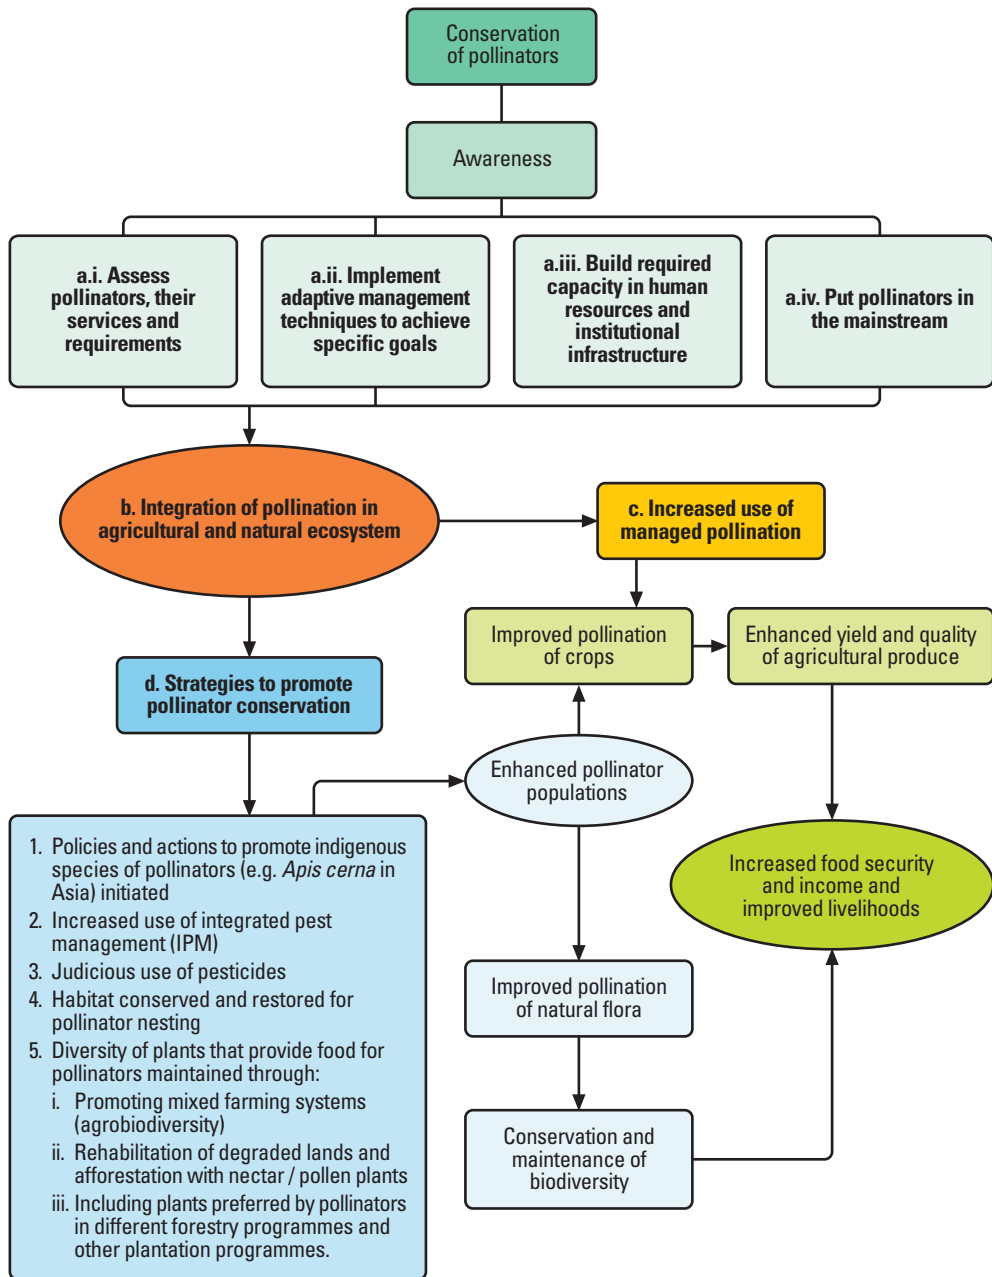 Conservation
of pollinators
Awareness
a.i. Assess
pollinators, their
services and
requirements
a.ii. Implement
adaptive management
techniques to achieve
specific goals
a.iii. Build required
capacity in human
resources and
institutional
infrastructure
a.iv. Put pollinators in
the mainstream
b. Integration of pollination in
agricultural and natural ecosystem
c. Increased use of
managed pollination
Improved pollination
of crops
Enhanced yield and quality
of agricultural produce
d. Strategies to promote
pollinator conservation
Enhanced pollinator
populations
Increased food security
and income and
improved livelihoods
1. Policies and actions to promote indigenous
species of pollinators (e.g. Apis cerna in
Asia) initiated
2. Increased use of integrated pest
management (IPM)
3. Judicious use of pesticides
4. Habitat conserved and restored for
pollinator nesting
5. Diversity of plants that provide food for
pollinators maintained through:
i. Promoting mixed farming systems
(agrobiodiversity)
ii. Rehabilitation of degraded lands and
afforestation with nectar / pollen plants
iii. Including plants preferred by pollinators
in different forestry programmes and
other plantation programmes.
Improved pollination
of natural flora
Conservation and
maintenance of
biodiversity